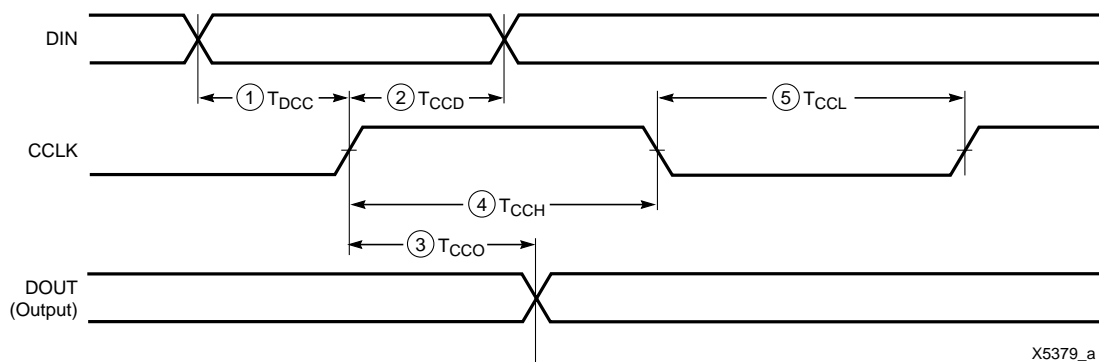 DIN
① TDCC
② TCCD
⑤ TCCL
CCLK
④ TCCH
③ TCCO
DOUT
(Output)
X5379_a